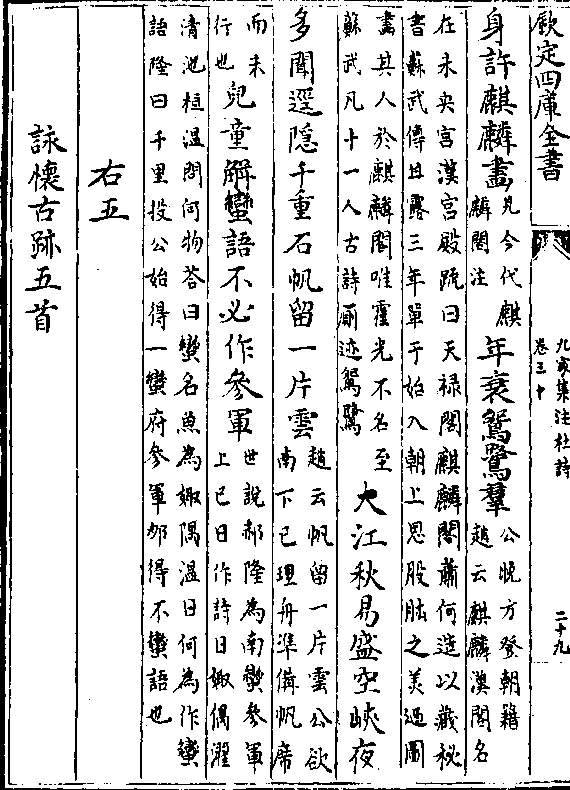 欽定四庫全書
九家集注杜詩
卷三十
二十九
身許麒麟畫見今代麒麟閣注年衰鴛鷺羣公晚方登朝籍趙云麒麟漢閣名
在未央宫漢宫殿疏曰天禄閣麒麟閣蕭何造以藏秘
書蘇武傳甘露三年單于始入朝上思股肱之美迺圖
畫其人於麒麟閣唯霍光不名至蘇武凡十一人古詩厠迹鴛鷺大江秋易盛空峽夜
多聞逕隠千重石帆留一片雲趙云帆留一片雲公欲南下已理舟準備帆席
而未行也兒童解蠻語不必作參軍世説郝隆為南蠻參軍上巳日作詩曰娵隅濯
清池桓温問何物答曰蠻名魚為娵隅温曰何為作蠻
語隆曰千里投公始得一蠻府參軍那得不蠻語也
右五
詠懷古跡五首